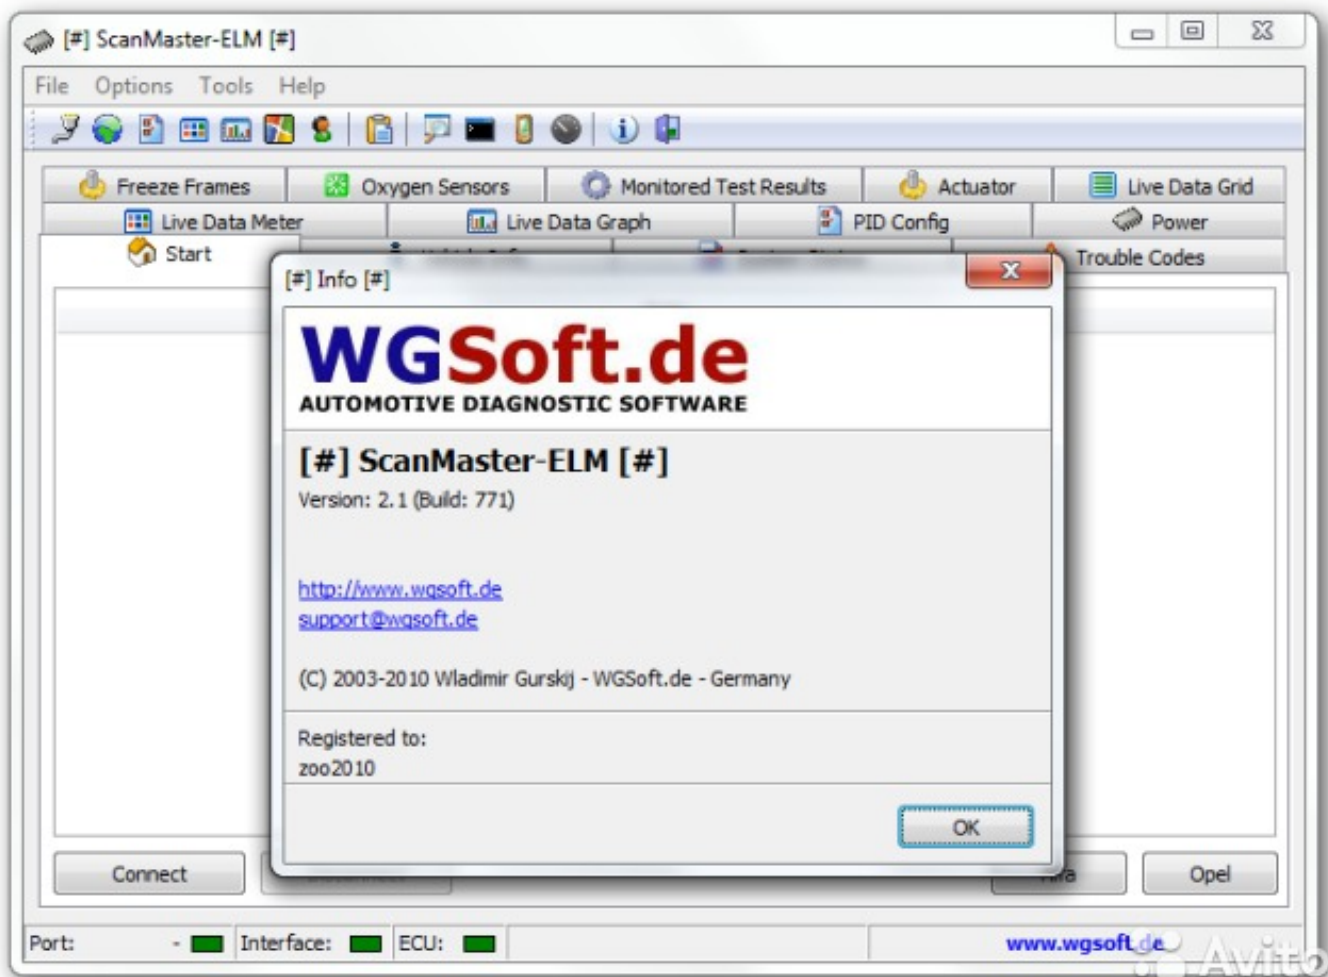 [#] ScanMaster-ELM [#]
File Options Tools Help
Freeze Frames Oxygen Sensors Monitored Test Results Actuator Live Data Grid
Live Data Meter Live Data Graph PID Config Power
Start Trouble Codes
[#] Info [#]
WGSoft.de
AUTOMOTIVE DIAGNOSTIC SOFTWARE
[#] ScanMaster-ELM [#]
Version: 2.1 (Build: 771)
http://www.wgsoft.de
support@wgsoft.de
(C) 2003-2010 Wladimir Gurskij - WGSoft.de - Germany
Registered to:
zoo2010
OK
Connect Opel
Port: - Interface: ECU: www.wgsoft.de
Avito